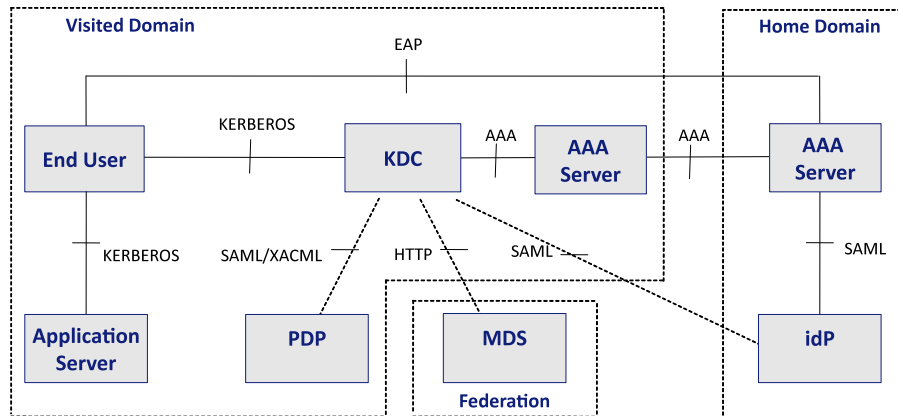 Visited Domain
Home Domain
EAP
KERBEROS
AAA
AAA
End User
KDC
AAA
Server
AAA
Server
KERBEROS
SAML/XACML
HTTP
SAML
SAML
Application
Server
PDP
MDS
idP
Federation